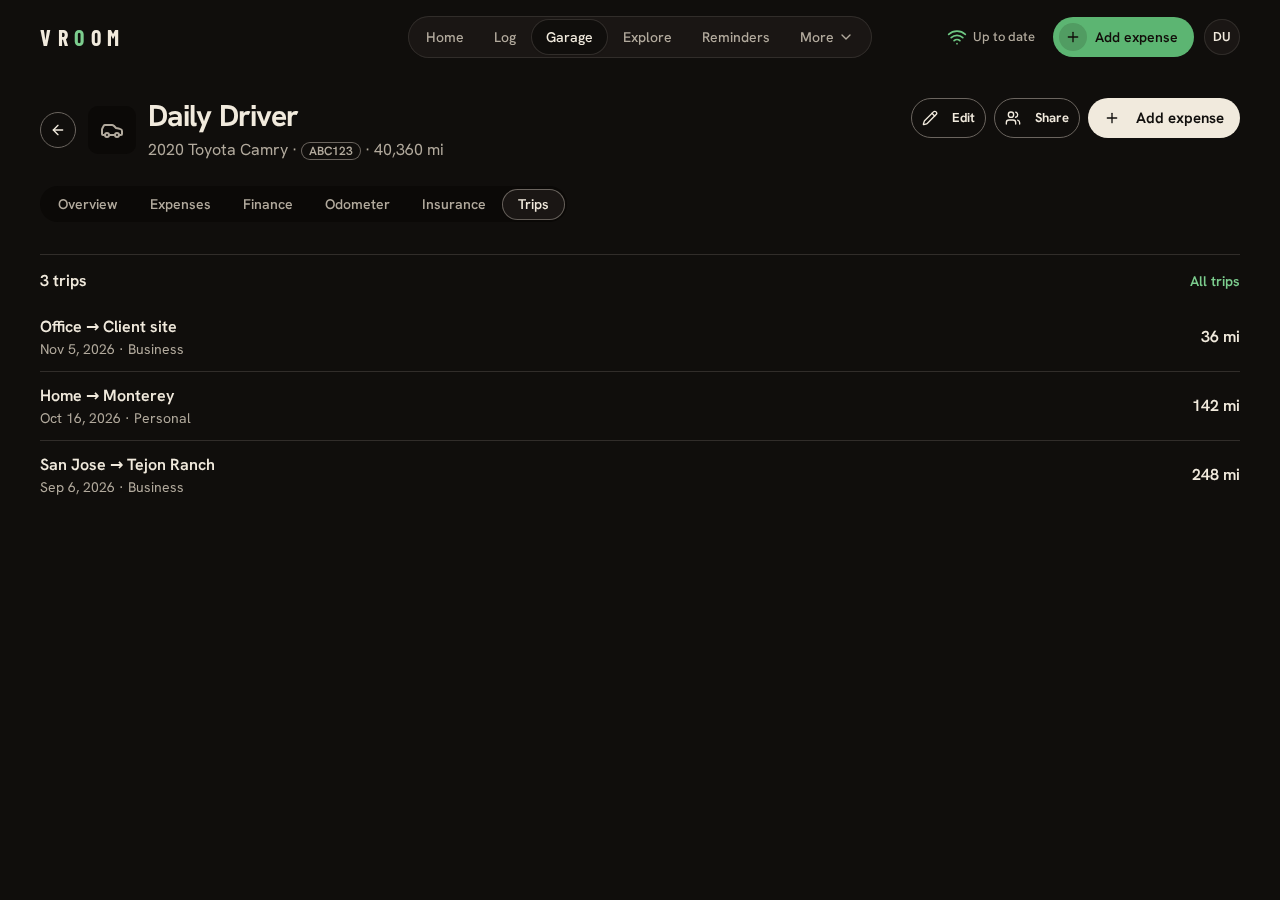 VROOM
Home Log Garage Explore Reminders More
Up to date
Add expense
DU
Daily Driver
2020 Toyota Camry · ABC123 · 40,360 mi
Edit
Share
Add expense
Overview Expenses Finance Odometer Insurance Trips
3 trips
All trips
Office → Client site
Nov 5, 2026 · Business
36 mi
Home → Monterey
Oct 16, 2026 · Personal
142 mi
San Jose → Tejon Ranch
Sep 6, 2026 · Business
248 mi